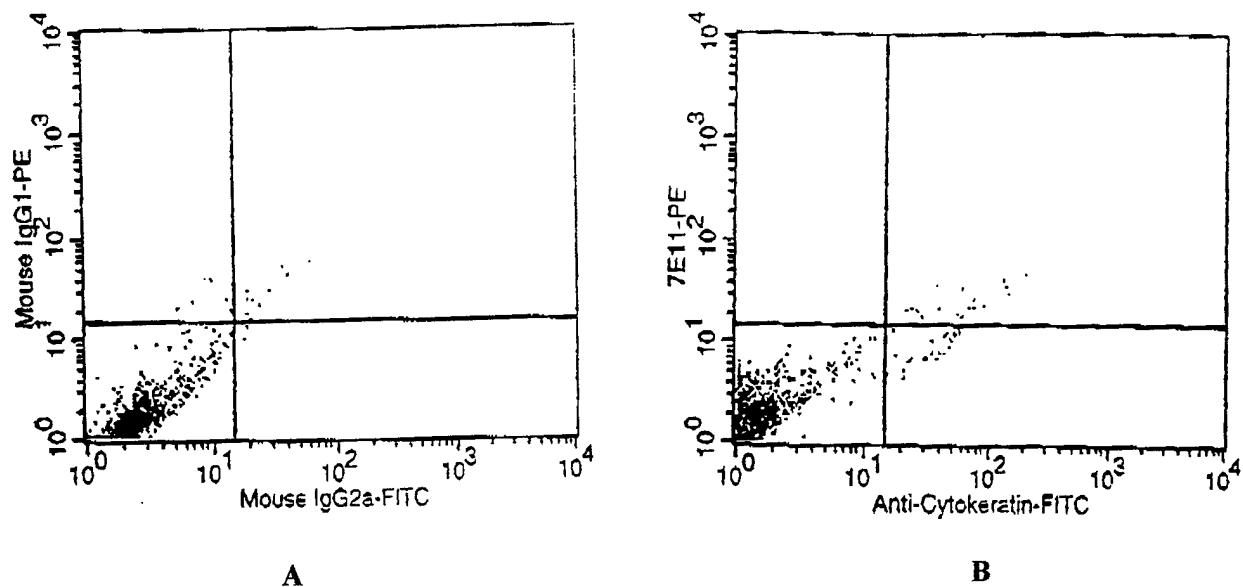 10^4
10^3
10^2
10^1
10^0
Mouse IgG1-PE
10^0 10^1 10^2 10^3 10^4
Mouse IgG2a-FITC
A
10^4
10^3
10^2
10^1
10^0
7E11-PE
10^0 10^1 10^2 10^3 10^4
Anti-Cytokeratin-FITC
B